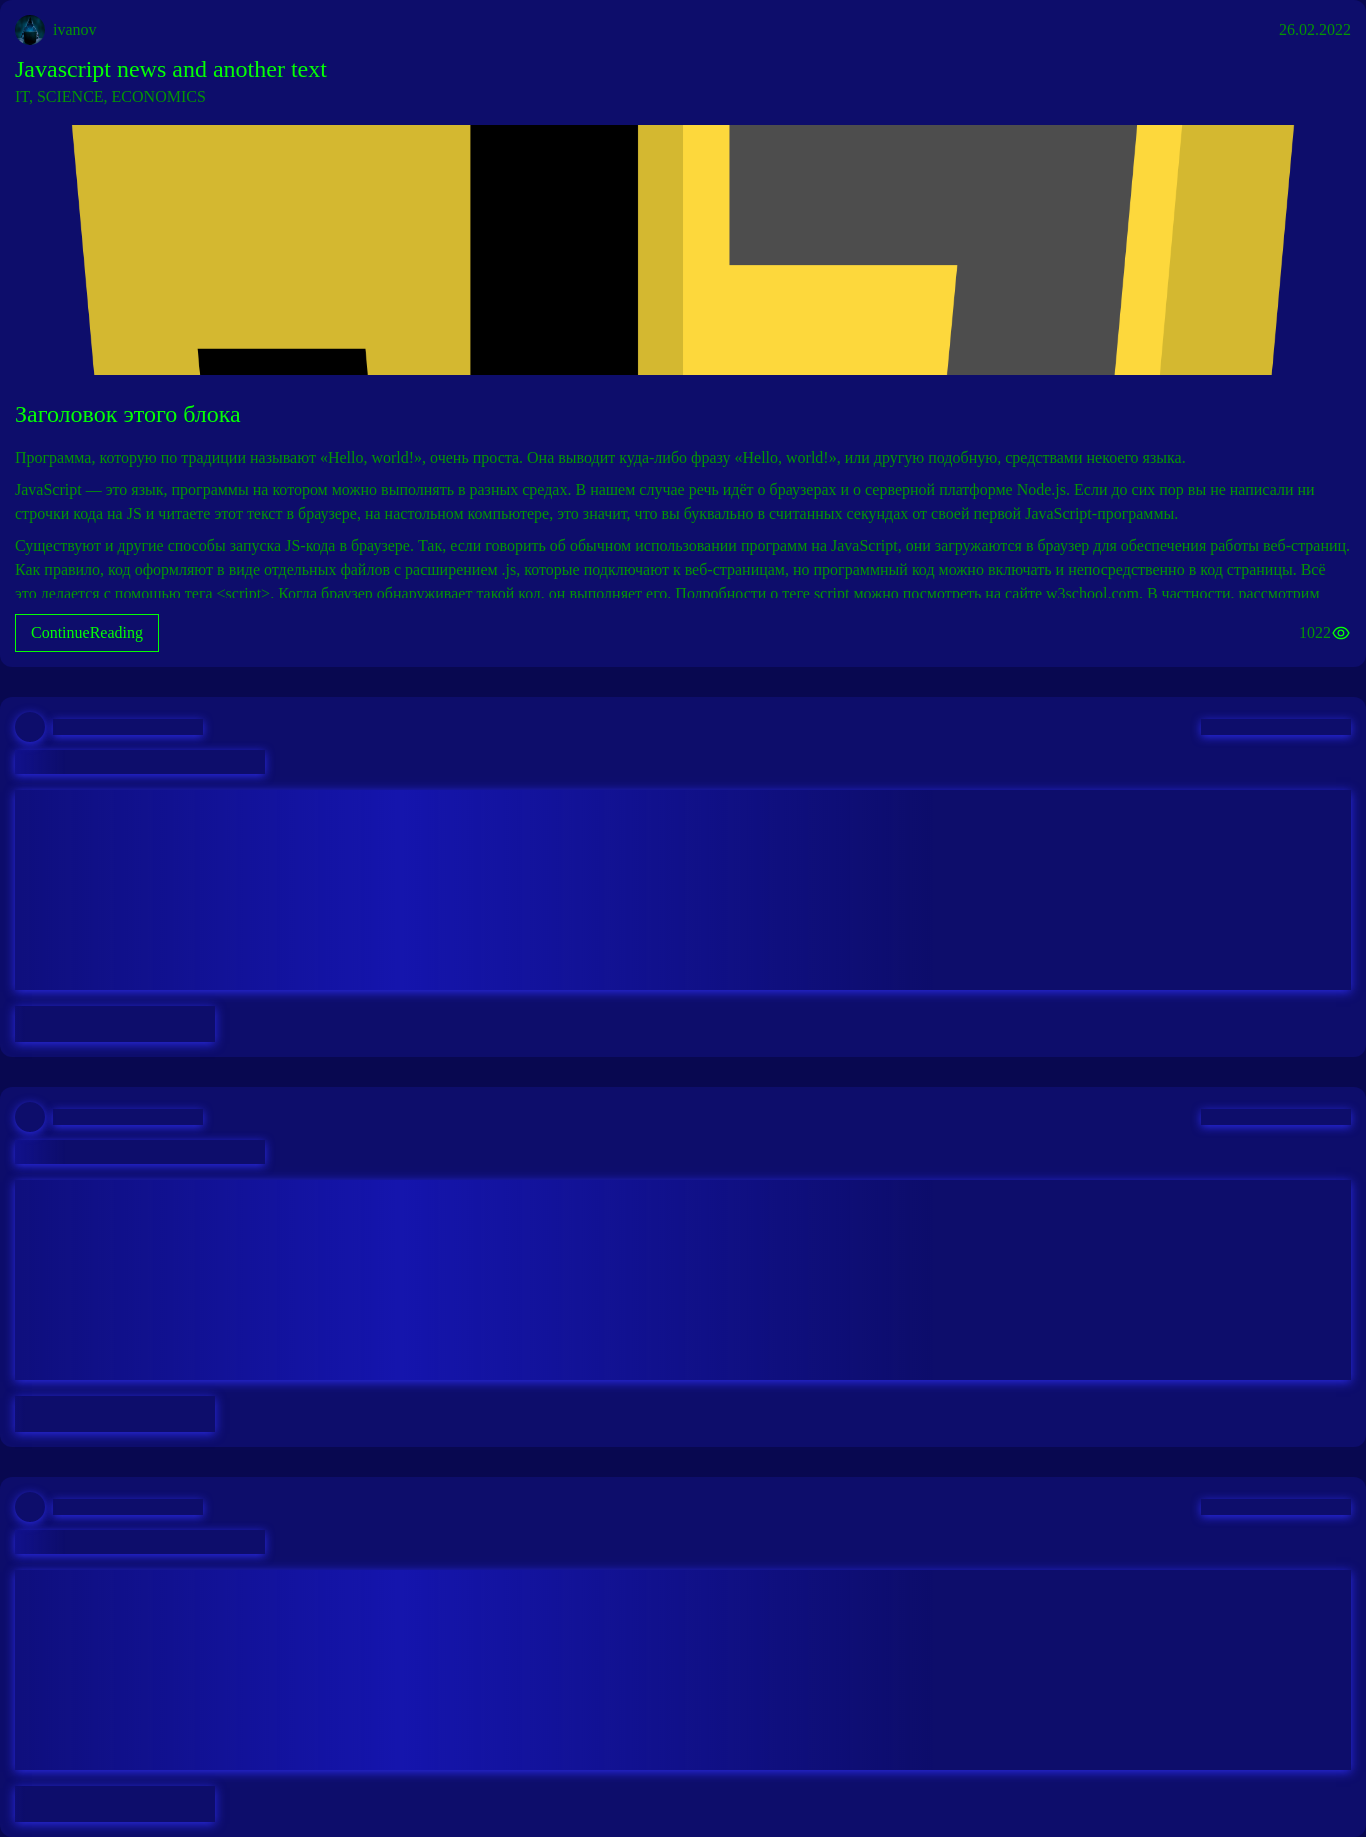 ivanov
26.02.2022
Javascript news and another text
IT, SCIENCE, ECONOMICS
Заголовок этого блока
Программа, которую по традиции называют «Hello, world!», очень проста. Она выводит куда-либо фразу «Hello, world!», или другую подобную, средствами некоего языка.
JavaScript — это язык, программы на котором можно выполнять в разных средах. В нашем случае речь идёт о браузерах и о серверной платформе Node.js. Если до сих пор вы не написали ни
строчки кода на JS и читаете этот текст в браузере, на настольном компьютере, это значит, что вы буквально в считанных секундах от своей первой JavaScript-программы.
Существуют и другие способы запуска JS-кода в браузере. Так, если говорить об обычном использовании программ на JavaScript, они загружаются в браузер для обеспечения работы веб-страниц.
Как правило, код оформляют в виде отдельных файлов с расширением .js, которые подключают к веб-страницам, но программный код можно включать и непосредственно в код страницы. Всё
это делается с помощью тега <script>. Когда браузер обнаруживает такой код, он выполняет его. Подробности о теге script можно посмотреть на сайте w3school.com. В частности, рассмотрим
ContinueReading
1022